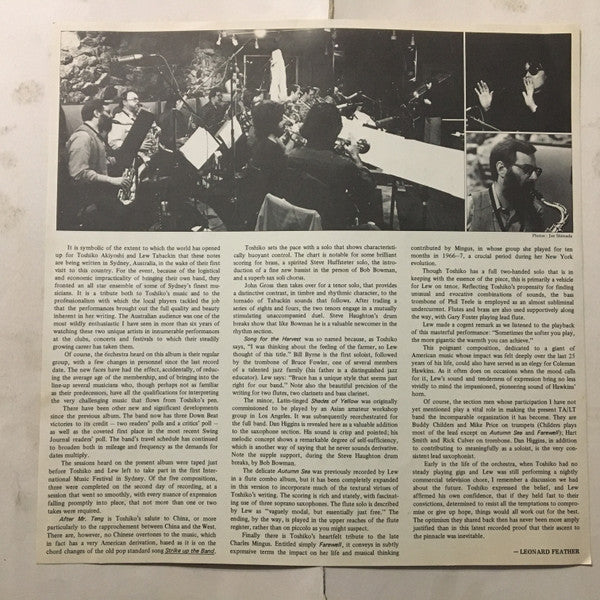 Photos: Jun Shimada
It is symbolic of the extent to which the world has opened
up for Toshiko Akiyoshi and Lew Tabackin that these notes
are being written in Sydney, Australia, in the wake of their first
visit to this country. For the event, because of the logistical
and economic impracticality of bringing their own band, they
fronted an all star ensemble of some of Sydney's finest mu-
sicians. It is a tribute both to Toshiko's music and to the
professionalism with which the local players tackled the job
that the performances brought out the full quality and beauty
inherent in her writing. The Australian audience was one of the
most wildly enthusiastic I have seen in more than six years of
watching these two unique artists in innumerable performances
at the clubs, concerts and festivals to which their steadily
growing career has taken them.
Of course, the orchestra heard on this album is their regular
group, with a few changes in personnel since the last record
date. The new faces have had the effect, accidentally, of reduc-
ing the average age of the membership, and of bringing into the
line-up several musicians who, though perhaps not as familiar
as their predecessors, have all the qualifications for interpreting
the very challenging music that flows from Toshiko's pen.
There have been other new and significant developments
since the previous album. The band now has three Down Beat
victories to its credit — two readers' polls and a critics' poll —
as well as the coveted first place in the most recent Swing
Journal readers' poll. The band's travel schedule has continued
to broaden both in mileage and frequency as the demands for
dates multiply.
The sessions heard on the present album were taped just
before Toshiko and Lew left to take part in the first Inter-
national Music Festival in Sydney. Of the five compositions,
three were completed on the second day of recording, at a
session that went so smoothly, with every nuance of expression
falling promptly into place, that not more than one or two
takes were required.
After Mr. Teng is Toshiko's salute to China, or more
particularly to the rapprochement between China and the West.
There are, however, no Chinese overtones to the music, which
in fact has a very American derivation, based as it is on the
chord changes of the old pop standard song Strike up the Band.
Toshiko sets the pace with a solo that shows characteristi-
cally buoyant control. The chart is notable for some brilliant
scoring for brass, a spirited Steve Huffsteter solo, the intro-
duction of a fine new bassist in the person of Bob Bowman,
and a superb sax soli chorus.
John Gross then takes over for a tenor solo, that provides
a distinctive contrast, in timbre and rhythmic character, to the
tornado of Tabackin sounds that follows. After trading a
series of eights and fours, the two tenors engage in a mutually
stimulating unaccompanied duel. Steve Houghton's drum
breaks show that like Bowman he is a valuable newcomer in the
rhythm section.
Song for the Harvest was so named because, as Toshiko
says, "I was thinking about the feeling of the farmer, so Lew
thought of this title." Bill Byrne is the first soloist, followed by
the trombone of Bruce Fowler, one of several members
of a talented jazz family (his father is a distinguished jazz
educator). Lew says: "Bruce has a unique style that seems just
right for our band." Note also the beautiful precision of the
writing for two flutes, two clarinets and bass clarinet.
The minor, Latin-tinged Shades of Yellow was originally
commissioned to be played by an Asian amateur workshop
group in Los Angeles. It was subsequently reorchestrated for
the full band. Dan Higgins is revealed here as a valuable addition
to the saxophone section. His sound is crisp and pointed; his
melodic concept shows a remarkable degree of self-sufficiency,
which is another way of saying that he never sounds derivative.
Note the supple support, during the Steve Houghton drum
breaks, by Bob Bowman.
The delicate Autumn Sea was previously recorded by Lew
in a flute combo album, but it has been completely expanded
in this version to incorporate much of the textural virtues of
Toshiko's writing. The scoring is rich and stately, with fascinat-
ing use of three soprano saxophones. The flute solo is described
by Lew as "vaguely modal, but essentially just free." The
ending, by the way, is played in the upper reaches of the flute
register, rather than on piccolo as you might suspect.
Finally there is Toshiko's heartfelt tribute to the late
Charles Mingus. Entitled simply Farewell, it conveys in subtly
expressive terms the impact on her life and musical thinking
contributed by Mingus, in whose group she played for ten
months in 1966–7, a crucial period during her New York
evolution.
Though Toshiko has a full two-handed solo that is in
keeping with the essence of the piece, this is primarily a vehicle
for Lew on tenor. Reflecting Toshiko's propensity for finding
unusual and evocative combinations of sounds, the bass
trombone of Phil Teele is employed as an almost subliminal
undercurrent. Flutes and brass are also used supportively along
the way, with Gary Foster playing lead flute.
Lew made a cogent remark as we listened to the playback
of this masterful performance: "Sometimes the softer you play,
the more gigantic the warmth you can achieve."
This poignant composition, dedicated to a giant of
American music whose impact was felt deeply over the last 25
years of his life, could also have served as an elegy for Coleman
Hawkins. As it often does on occasions when the mood calls
for it, Lew's sound and tenderness of expression bring no less
vividly to mind the impassioned, pioneering sound of Hawkins'
horn.
Of course, the section men whose participation I have not
yet mentioned play a vital role in making the present TA/LT
band the incomparable organization it has become. They are
Buddy Childers and Mike Price on trumpets (Childers plays
most of the lead except on Autumn Sea and Farewell); Hart
Smith and Rick Culver on trombone. Dan Higgins, in addition
to contributing so meaningfully as a soloist, is the very con-
sistent lead saxophonist.
Early in the life of the orchestra, when Toshiko had no
steady playing gigs and Lew was still performing a nightly
commercial television chore, I remember a discussion we had
about the future. Toshiko expressed the belief, and Lew
affirmed his own confidence, that if they held fast to their
convictions, determined to resist all the temptations to compro-
mise or give up hope, things would all work out for the best.
The optimism they shared back then has never been more amply
justified than in this latest recorded proof that their ascent to
the pinnacle was inevitable.
— LEONARD FEATHER